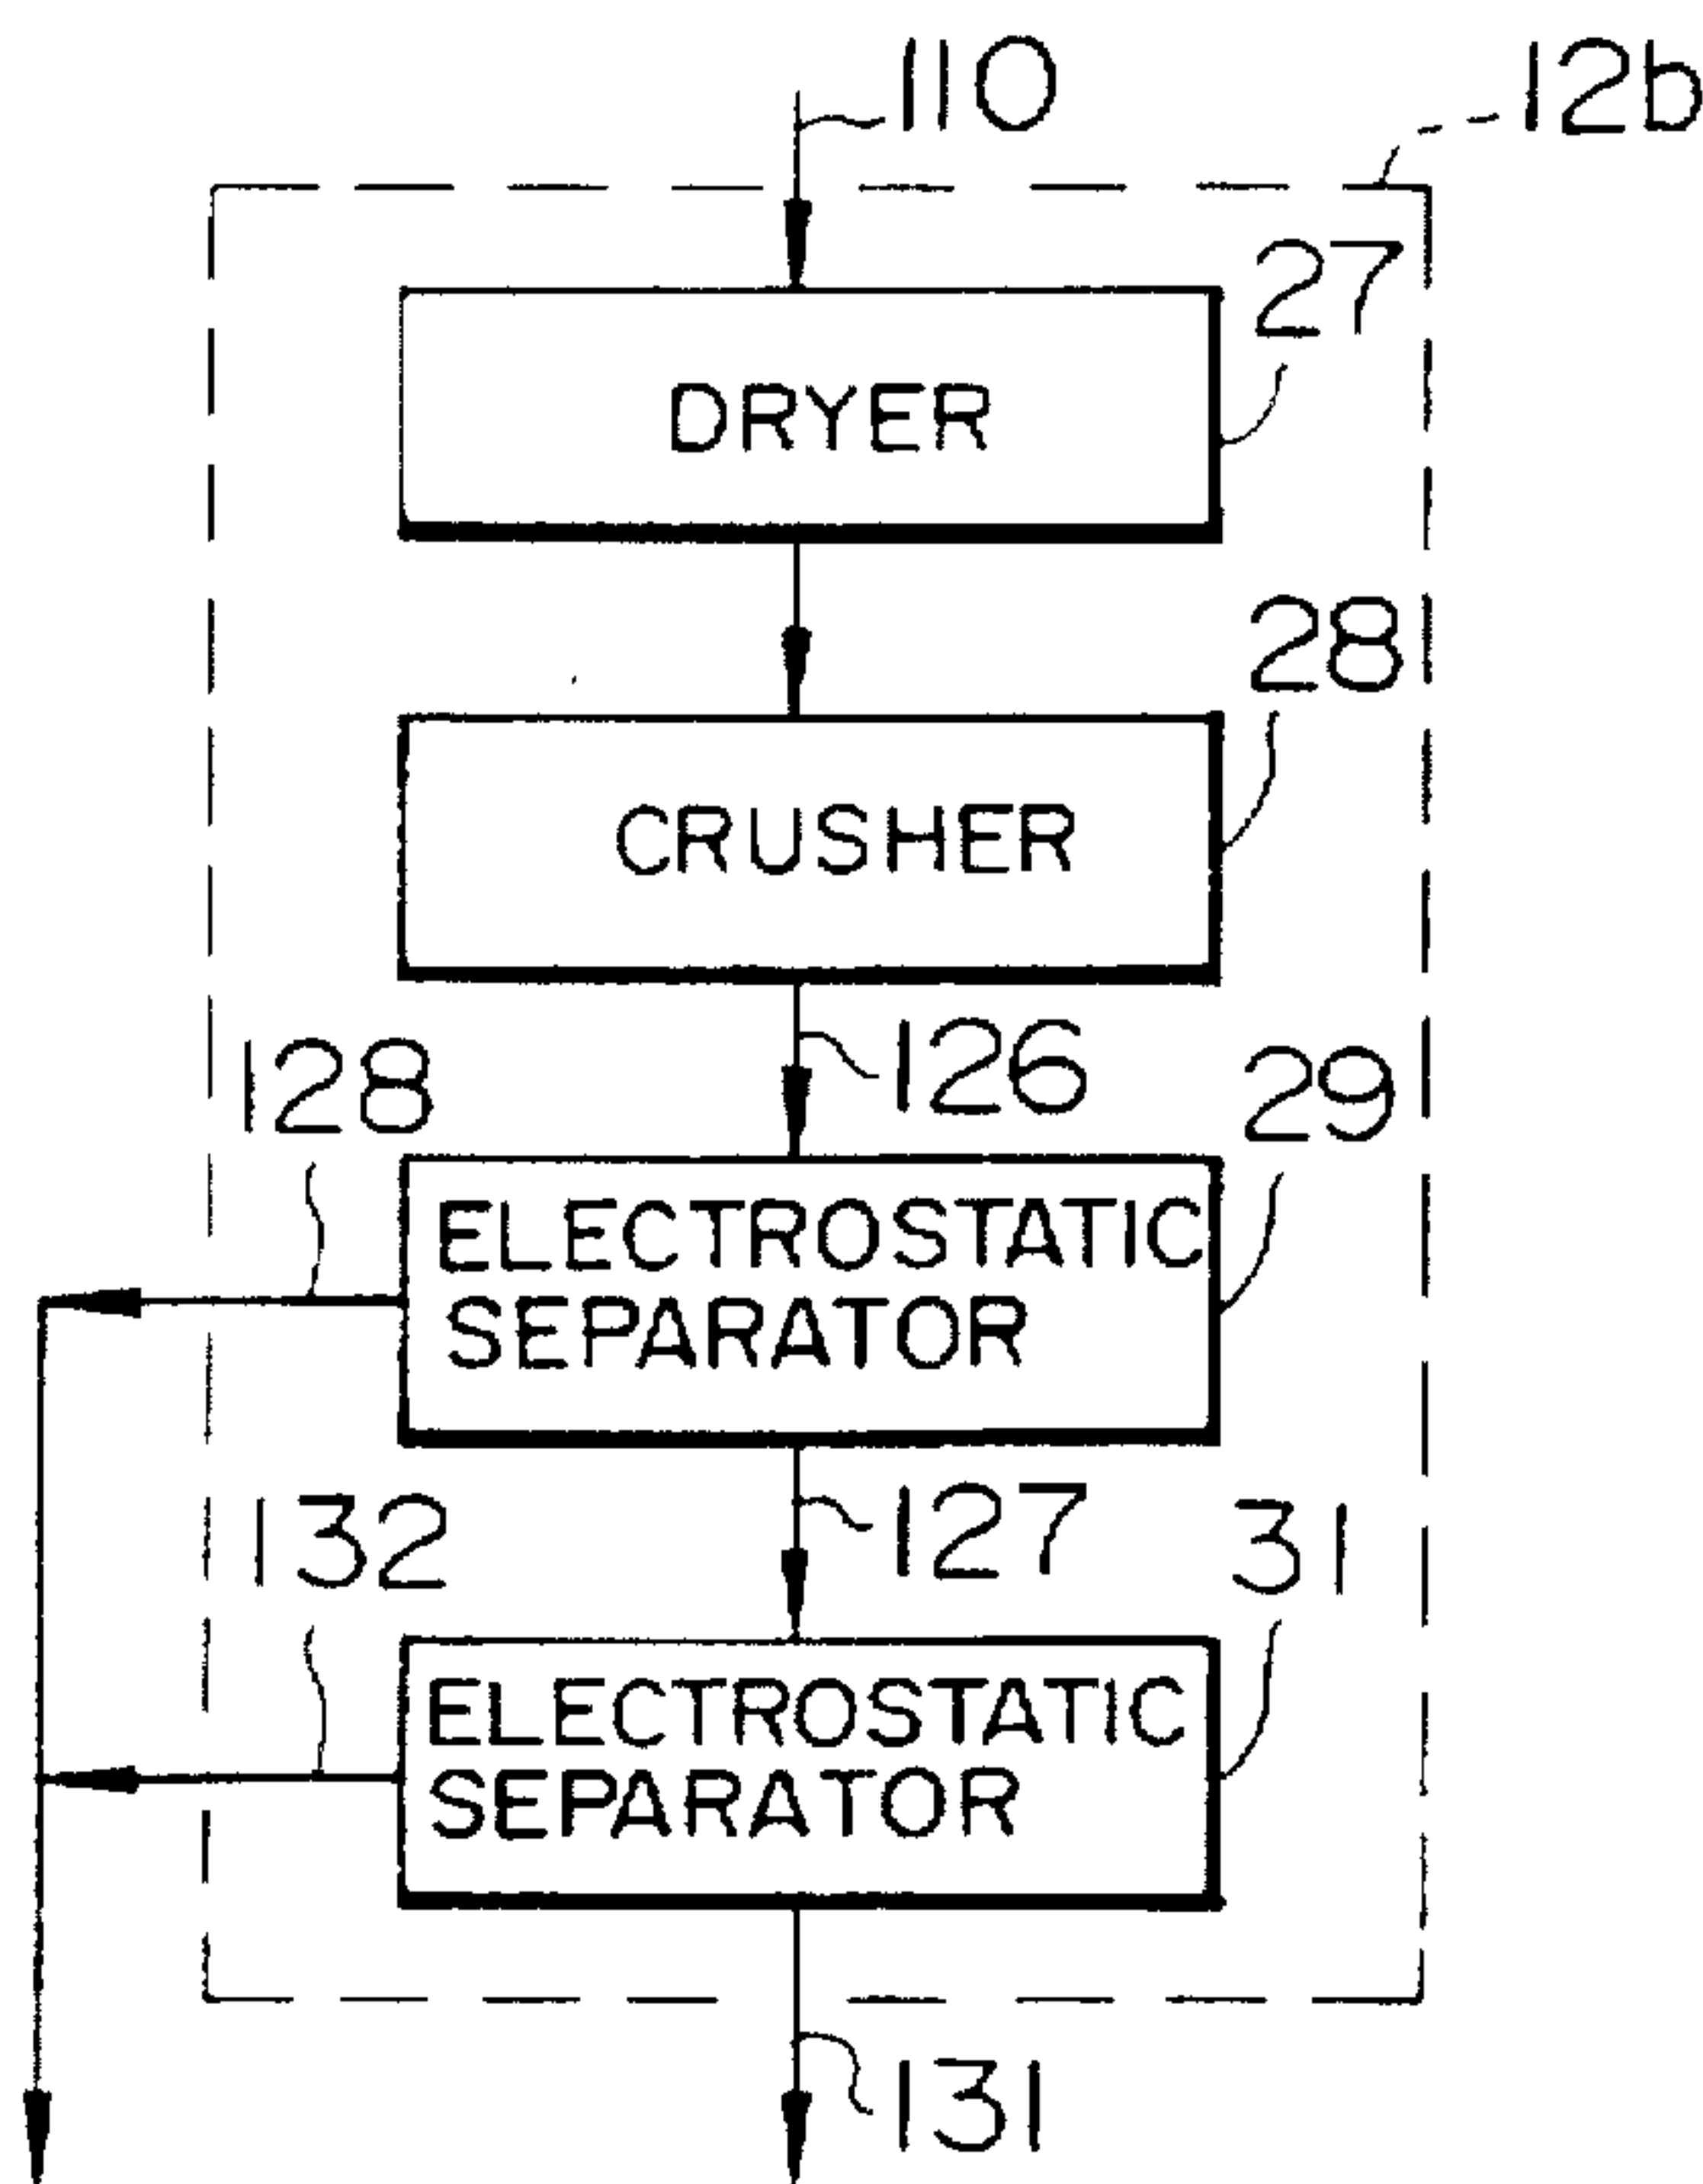 110
12b
27
DRYER
28
CRUSHER
126
128
29
ELECTROSTATIC
SEPARATOR
127
132
31
ELECTROSTATIC
SEPARATOR
131